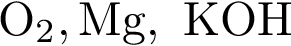 O₂, Mg, KOH